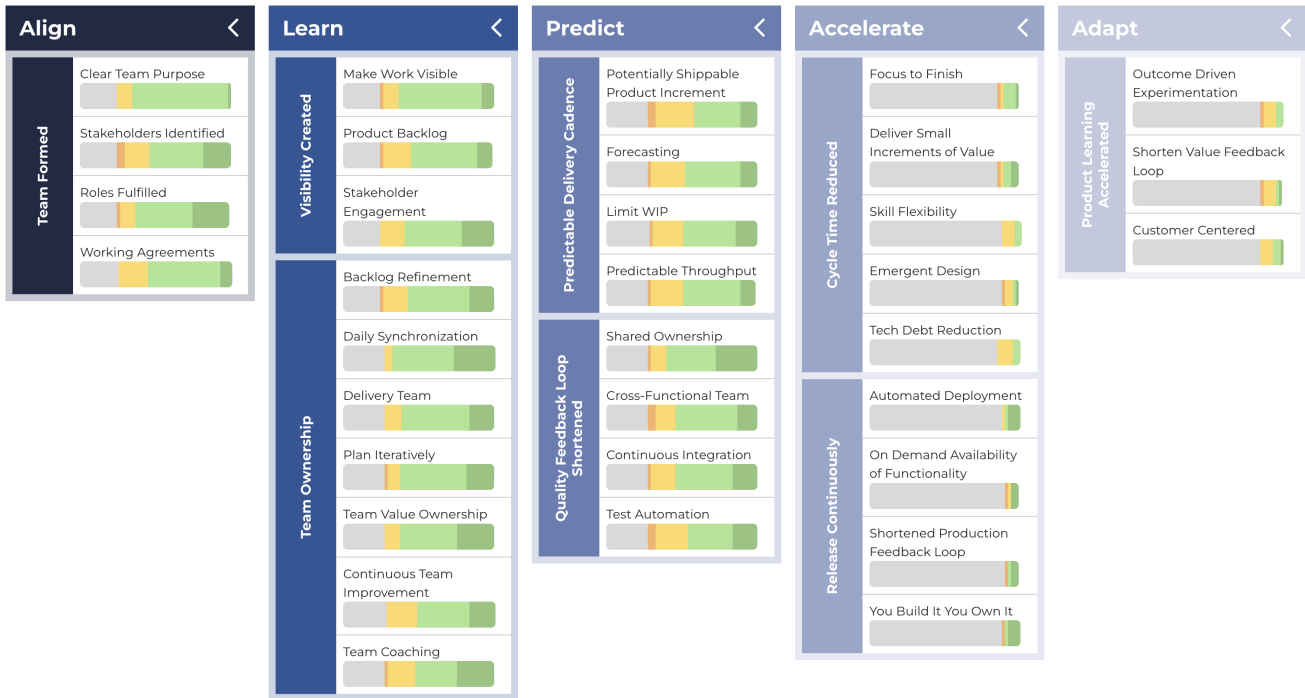 Align
Team Formed
Clear Team Purpose
Stakeholders Identified
Roles Fulfilled
Working Agreements
Learn
Visibility Created
Make Work Visible
Product Backlog
Stakeholder
Engagement
Team Ownership
Backlog Refinement
Daily Synchronization
Delivery Team
Plan Iteratively
Team Value Ownership
Continuous Team
Improvement
Team Coaching
Predict
Predictable Delivery Cadence
Potentially Shippable
Product Increment
Forecasting
Limit WIP
Predictable Throughput
Quality Feedback Loop
Shortened
Shared Ownership
Cross-Functional Team
Continuous Integration
Test Automation
Accelerate
Cycle Time Reduced
Focus to Finish
Deliver Small
Increments of Value
Skill Flexibility
Emergent Design
Tech Debt Reduction
Release Continuously
Automated Deployment
On Demand Availability
of Functionality
Shortened Production
Feedback Loop
You Build It You Own It
Adapt
Product Learning
Accelerated
Outcome Driven
Experimentation
Shorten Value Feedback
Loop
Customer Centered